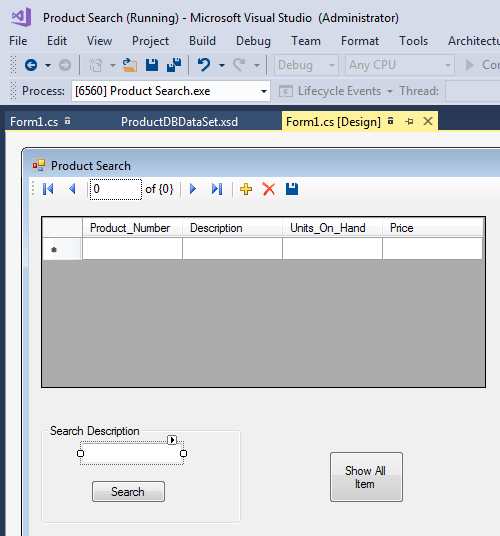 Product Search (Running) - Microsoft Visual Studio (Administrator)
File Edit View Project Build Debug Team Format Tools
Debug Any CPU
Process: [6560] Product Search.exe Lifecycle Events Thread:
Form1.cs ProductDBDataSet.xsd Form1.cs [Design]
Product Search
0 of {0}
Product_Number Description Units_On_Hand Price
Search Description
Search
Show All
Item